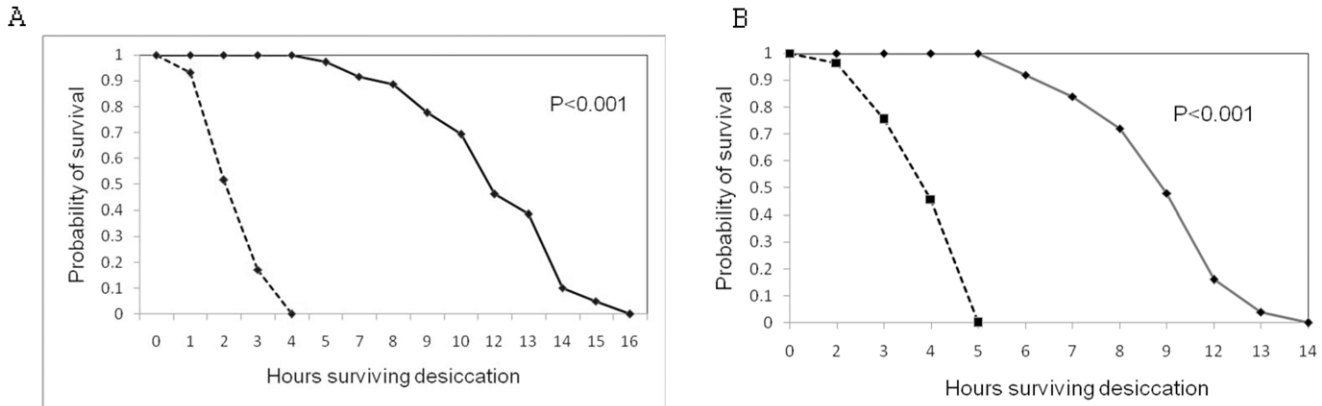 A
1
0.9
0.8
0.7
0.6
0.5
0.4
0.3
0.2
0.1
0
Probability of survival
P<0.001
0 1 2 3 4 5 7 8 9 10 12 13 14 15 16
Hours surviving desiccation
B
1
0.9
0.8
0.7
0.6
0.5
0.4
0.3
0.2
0.1
0
Probability of survival
P<0.001
0 2 3 4 5 6 7 8 9 12 13 14
Hours surviving desiccation